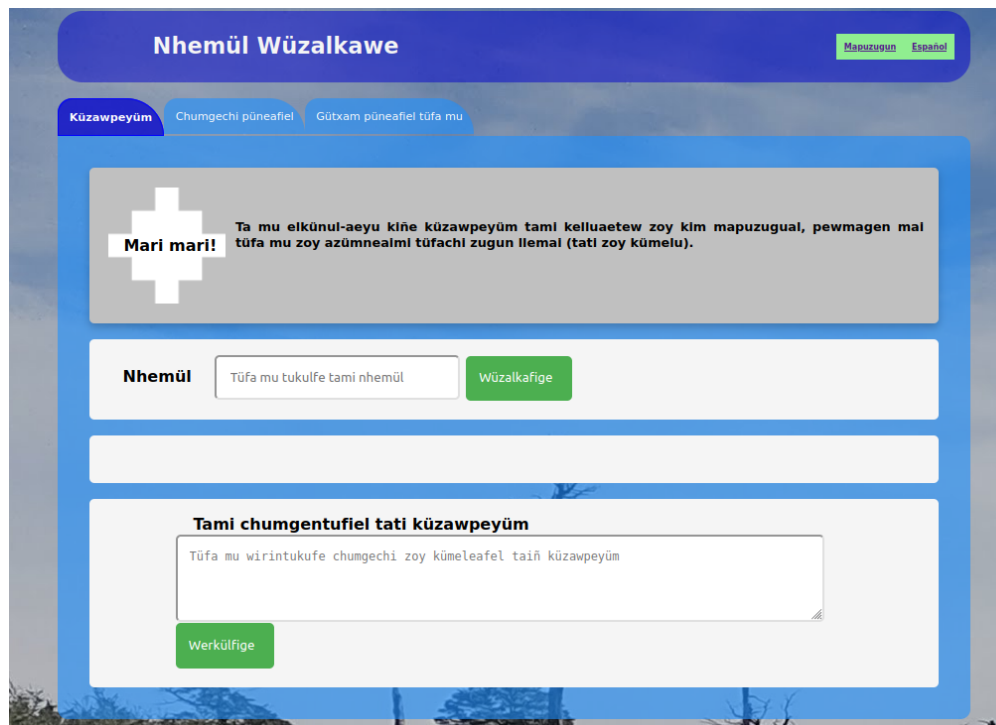 Nhemül Wüzalkawe
Mapuzugun Español
Küzawpeyüm Chumgechi püneafiel Gütxam püneafiel tüfa mu
Mari mari!
Ta mu elkünul-aeyu kiñe küzawpeyüm tami kelluaetew zoy kim mapuzugual, pewmagen mai
tüfa mu zoy azümneaimi tüfachi zugun llemai (tati zoy kümelu).
Nhemül Tüfa mu tukulfe tami nhemül Wüzalkafige
Tami chumgentufiel tati küzawpeyüm
Tüfa mu wirintukufe chumgechi zoy kümeleafel taiñ küzawpeyüm
Werkülfige